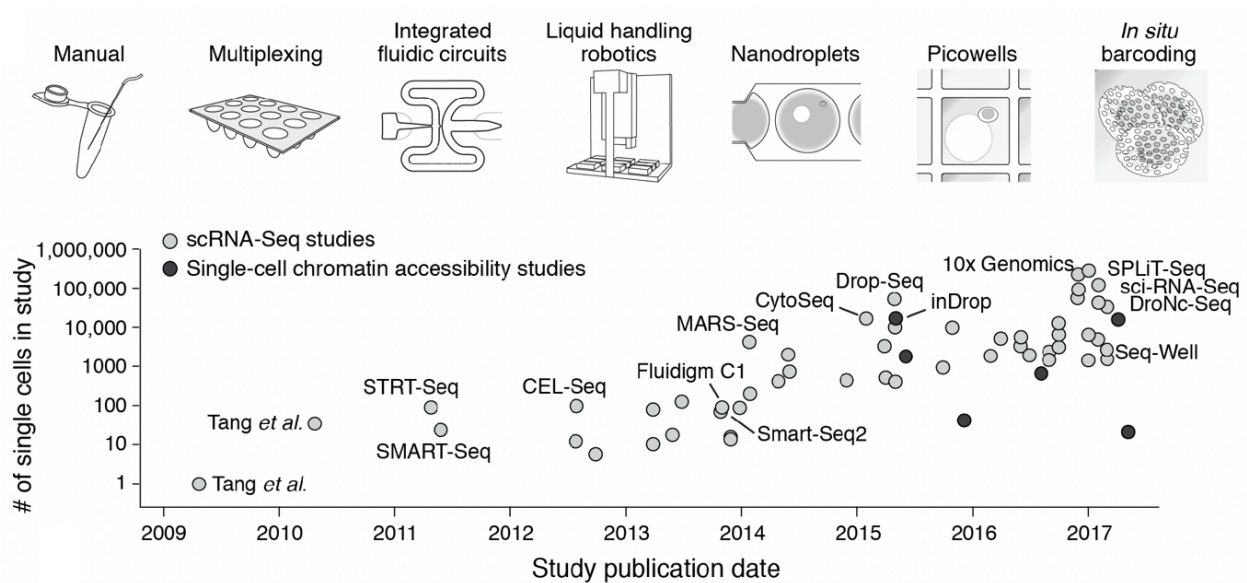 Manual
Multiplexing
Integrated
fluidic circuits
Liquid handling
robotics
Nanodroplets
Picowells
In situ
barcoding
scRNA-Seq studies
Single-cell chromatin accessibility studies
# of single cells in study
1,000,000
100,000
10,000
1000
100
10
1
Tang et al.
Tang et al.
STRT-Seq
SMART-Seq
CEL-Seq
Fluidigm C1
MARS-Seq
Smart-Seq2
CytoSeq
Drop-Seq
inDrop
10x Genomics
SPLiT-Seq
sci-RNA-Seq
DroNc-Seq
Seq-Well
2009
2010
2011
2012
2013
2014
2015
2016
2017
Study publication date